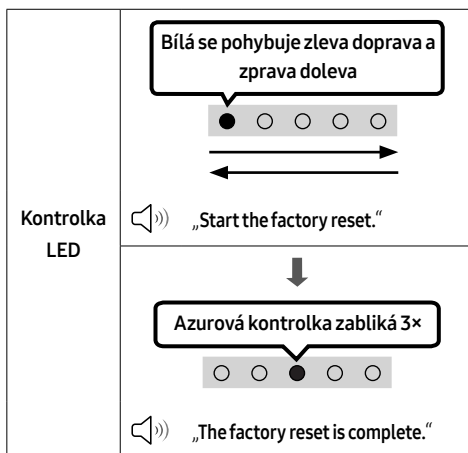 Kontrolka
LED
Bílá se pohybuje zleva doprava a
zprava doleva
„Start the factory reset.“
Azurová kontrolka zabliká 3×
„The factory reset is complete.“